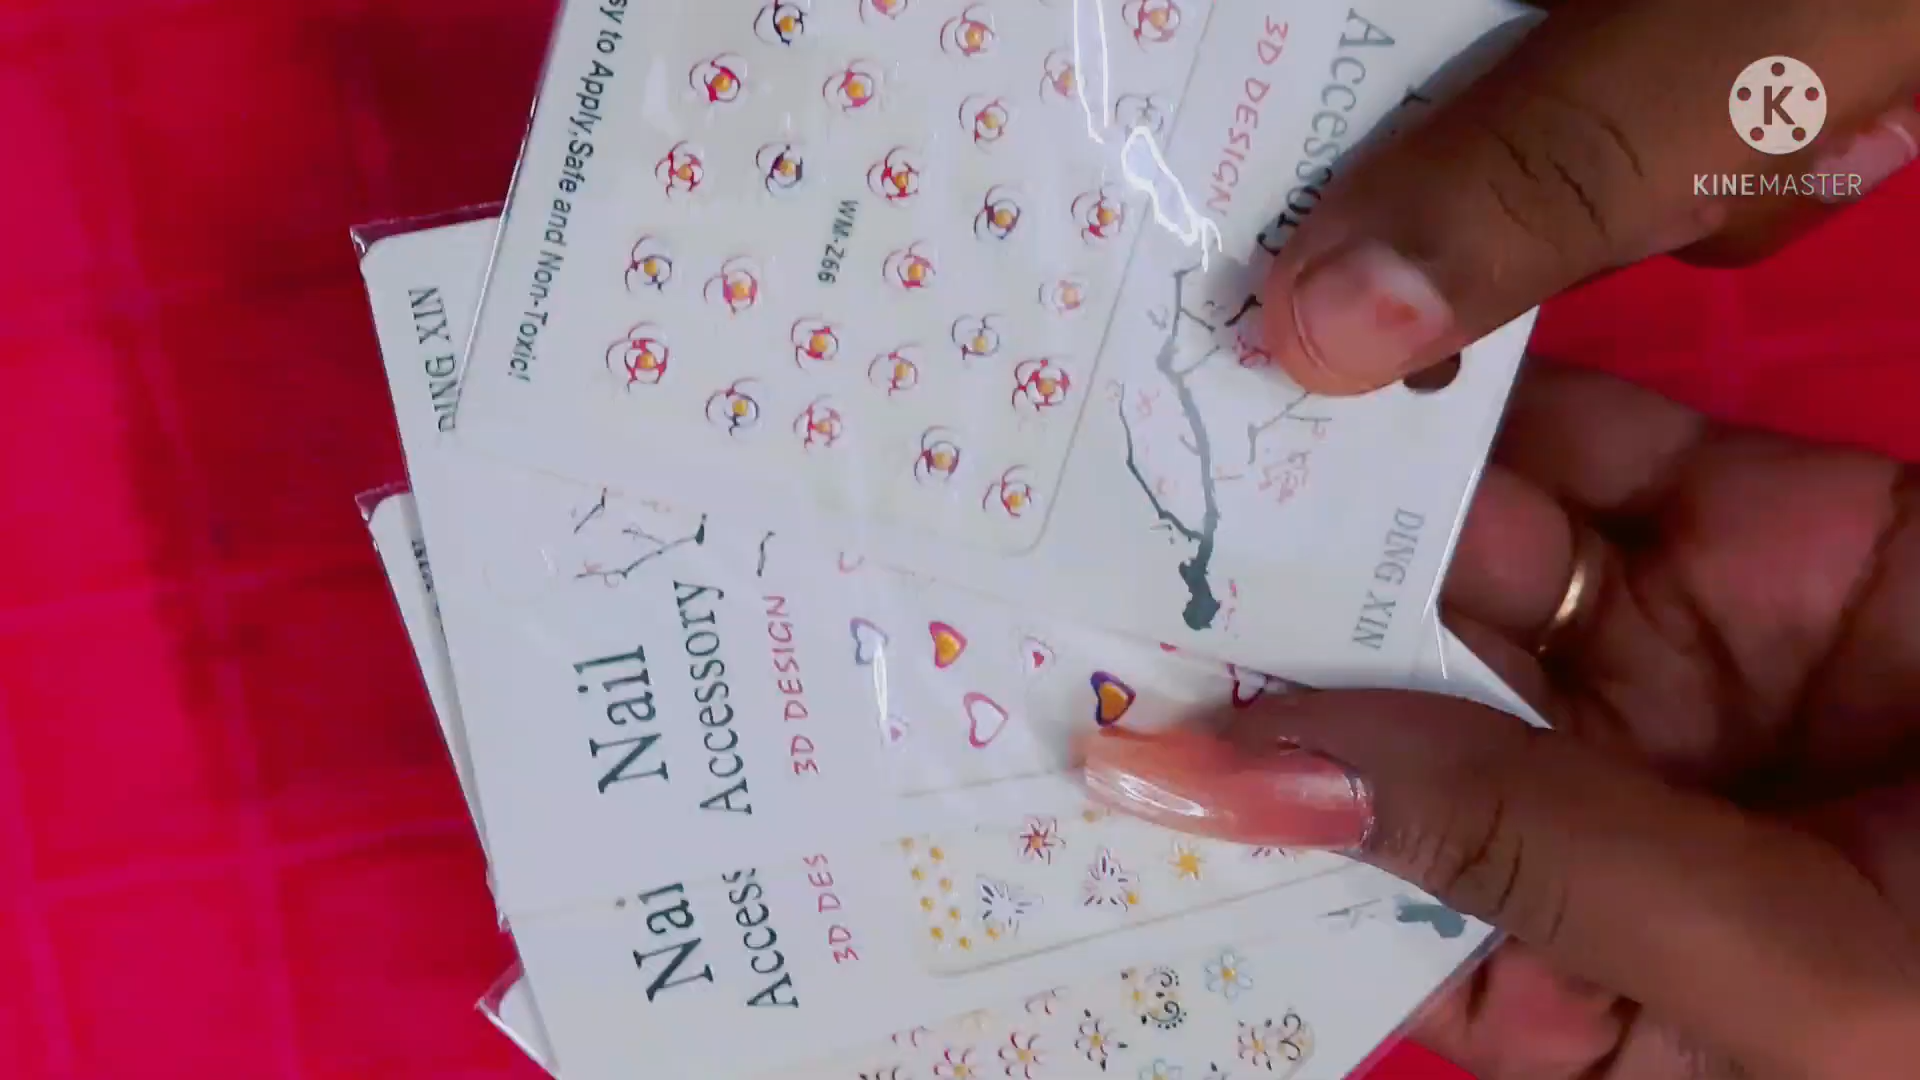 K
KINEMASTER
Accessory
3D DESIGN
sy to Apply,Safe and Non-Toxic!
WM-266
DING XIN
DING XIN
Nail
Accessory
3D DESIGN
Nai
Access
3D DES